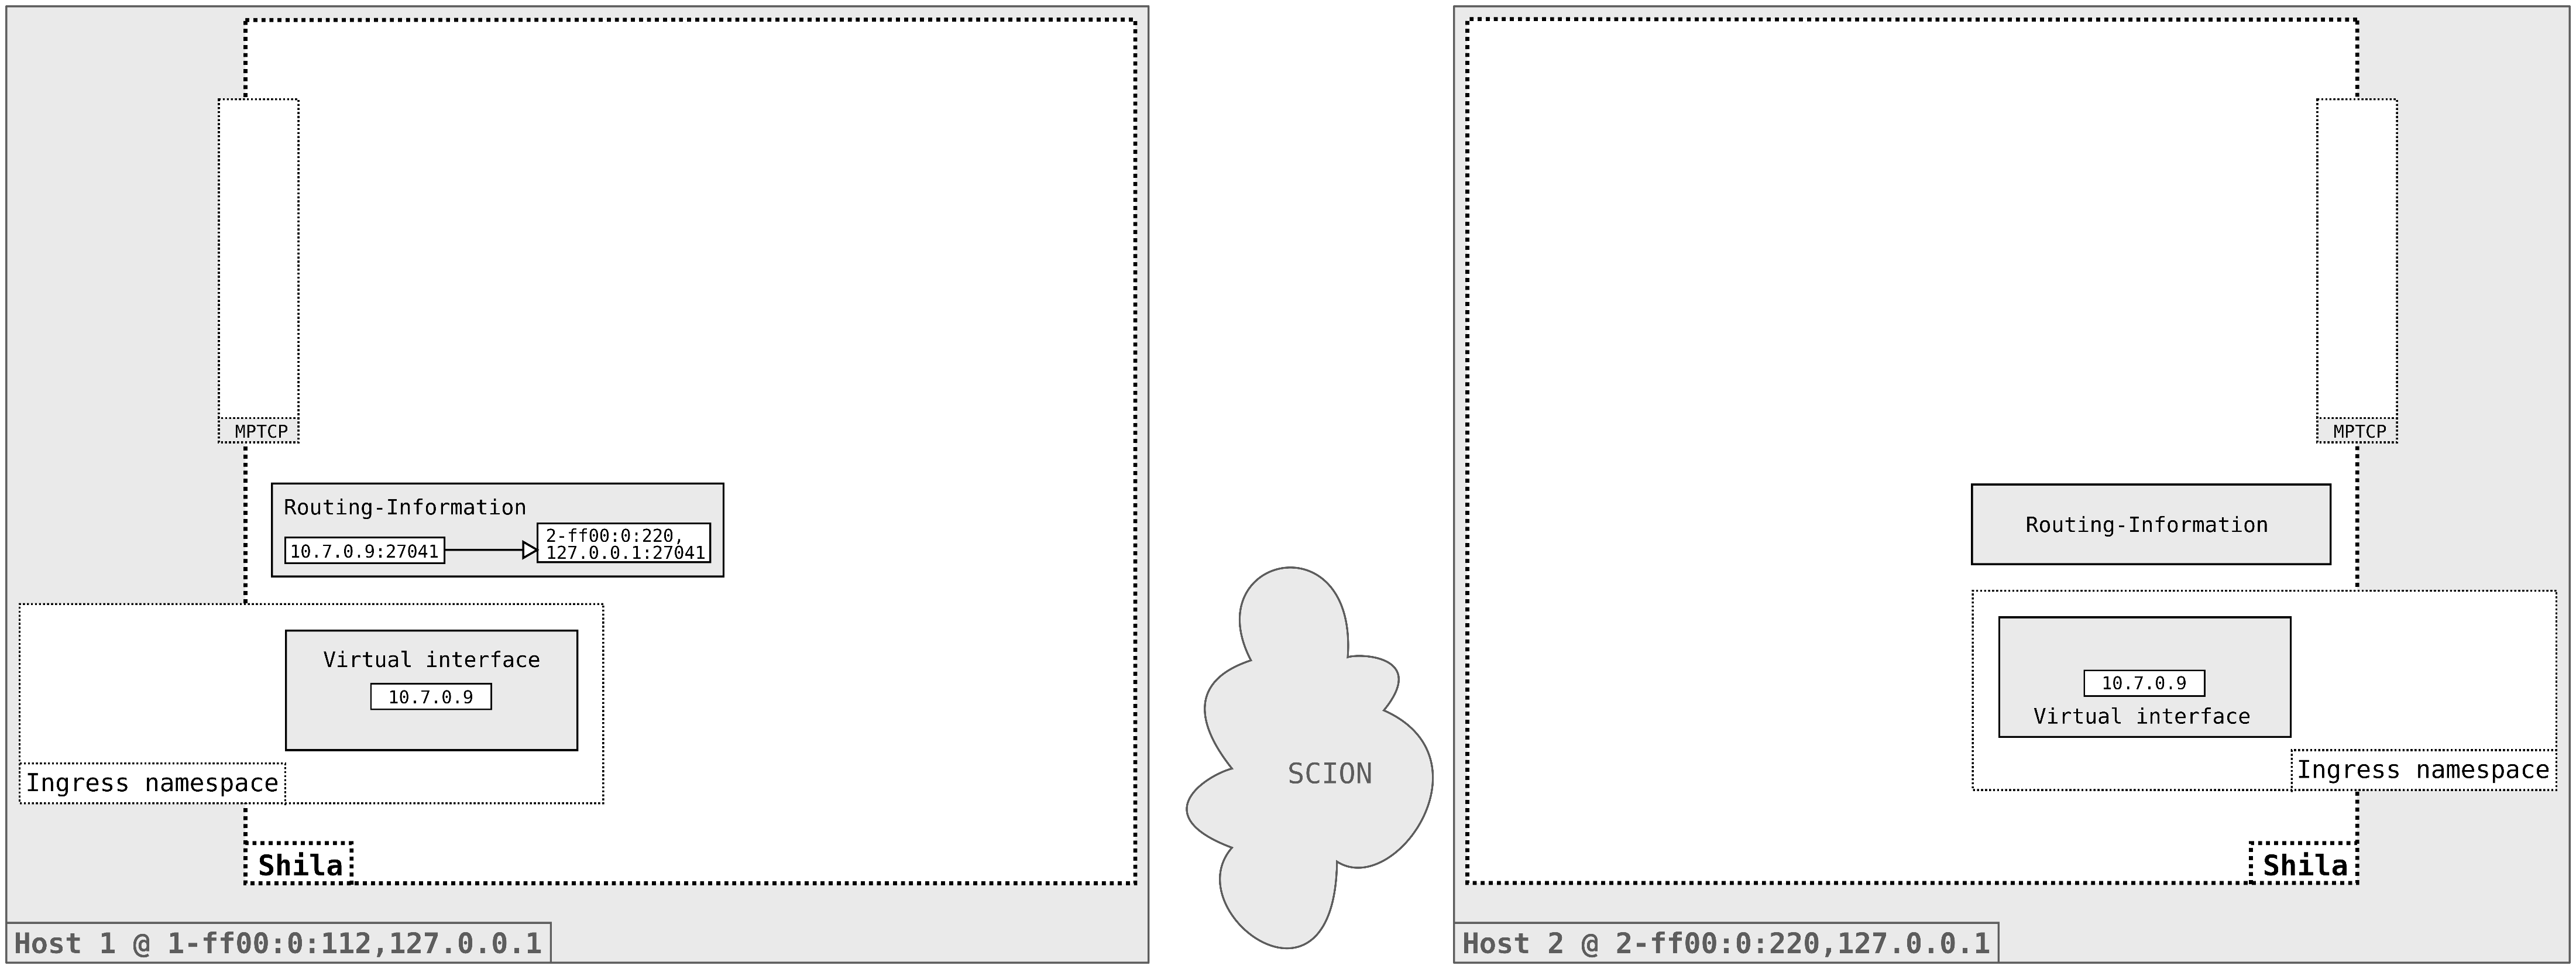 MPTCP
Routing-Information
10.7.0.9:27041
2-ff00:0:220,
127.0.0.1:27041
Virtual interface
10.7.0.9
Ingress namespace
Shila
Host 1 @ 1-ff00:0:112,127.0.0.1
SCION
MPTCP
Routing-Information
10.7.0.9
Virtual interface
Ingress namespace
Shila
Host 2 @ 2-ff00:0:220,127.0.0.1